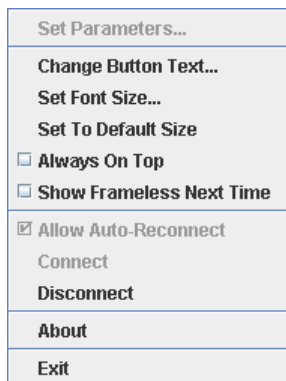 Set Parameters...
Change Button Text...
Set Font Size...
Set To Default Size
Always On Top
Show Frameless Next Time
Allow Auto-Reconnect
Connect
Disconnect
About
Exit